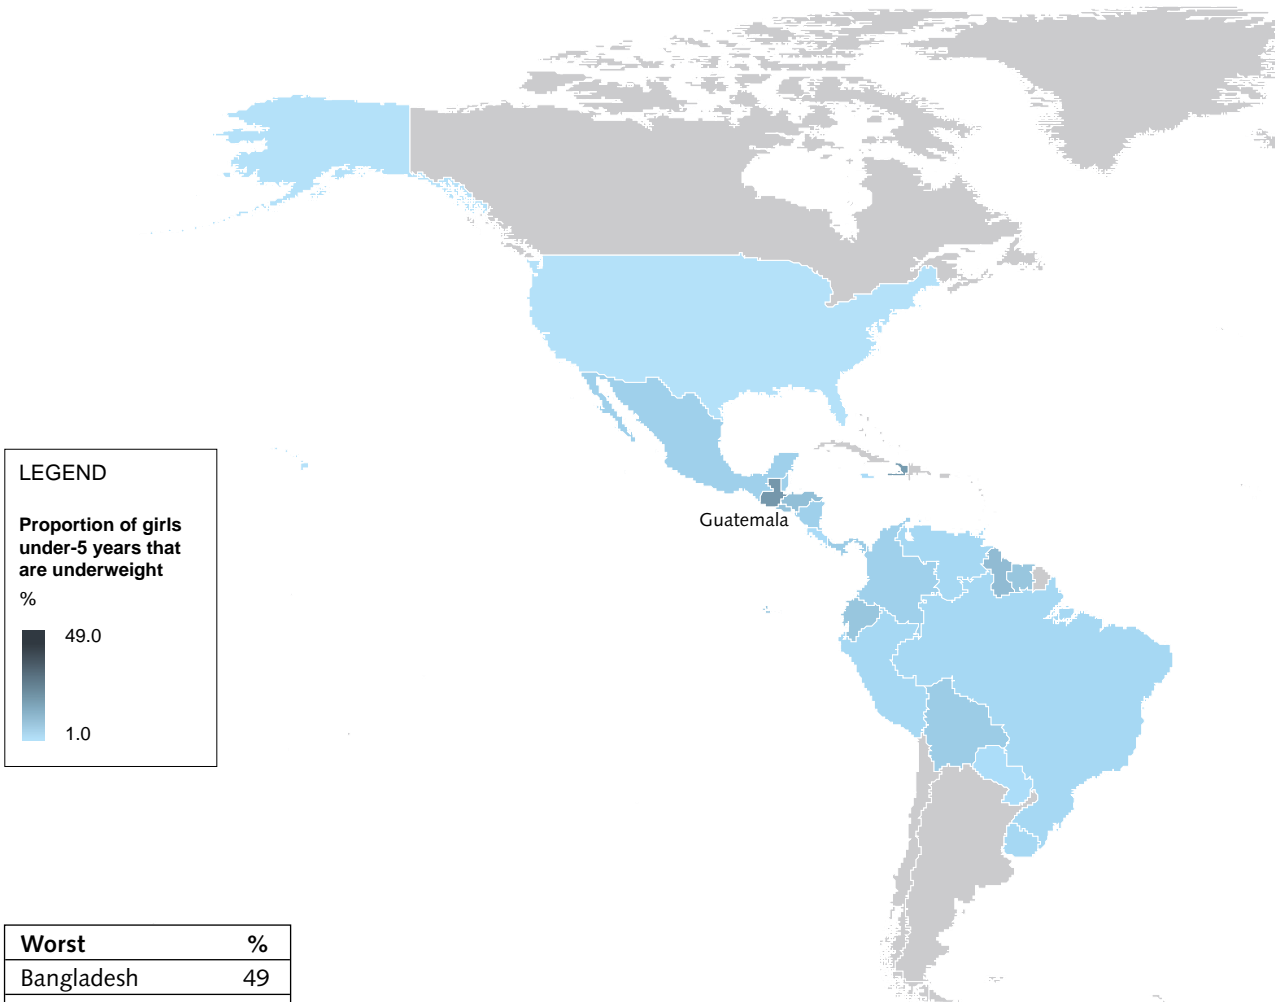 Guatemala
LEGEND
Proportion of girls
under-5 years that
are underweight
%
49.0
1.0
Worst %
Bangladesh 49